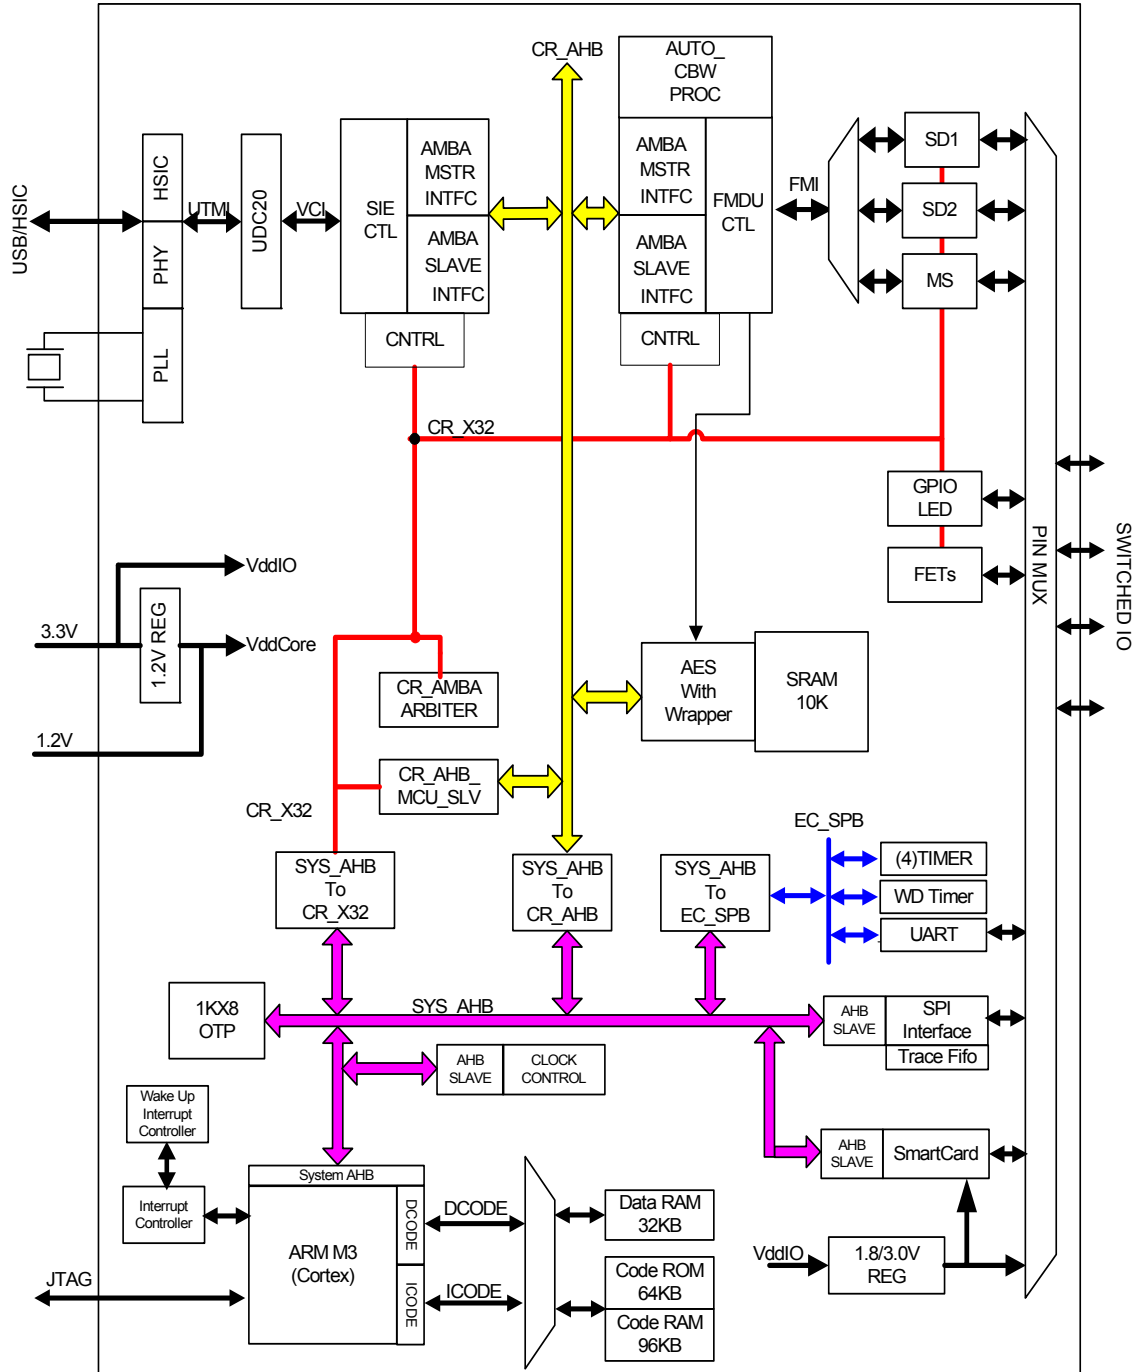 CR_AHB
AUTO_
CBW
PROC
HSIC
PHY
PLL
USB/HSIC
UTMI
UDC20
VCI
SIE
CTL
AMBA
MSTR
INTFC
AMBA
SLAVE
INTFC
CNTRL
AMBA
MSTR
INTFC
AMBA
SLAVE
INTFC
FMDU
CTL
CNTRL
FMI
SD1
SD2
MS
CR_X32
GPIO
LED
FETs
PIN MUX
SWITCHED IO
VddIO
3.3V
1.2V REG
VddCore
1.2V
CR_AMBA
ARBITER
AES
With
Wrapper
SRAM
10K
CR_AHB_
MCU_SLV
CR_X32
SYS_AHB
To
CR_X32
SYS_AHB
To
CR_AHB
SYS_AHB
To
EC_SPB
EC_SPB
(4)TIMER
WD Timer
UART
1KX8
OTP
SYS_AHB
AHB
SLAVE
SPI
Interface
Trace Fifo
AHB
SLAVE
CLOCK
CONTROL
Wake Up
Interrupt
Controller
Interrupt
Controller
AHB
SLAVE
SmartCard
System AHB
ARM M3
(Cortex)
DCODE
ICODE
DCODE
ICODE
Data RAM
32KB
Code ROM
64KB
Code RAM
96KB
VddIO
1.8/3.0V
REG
JTAG